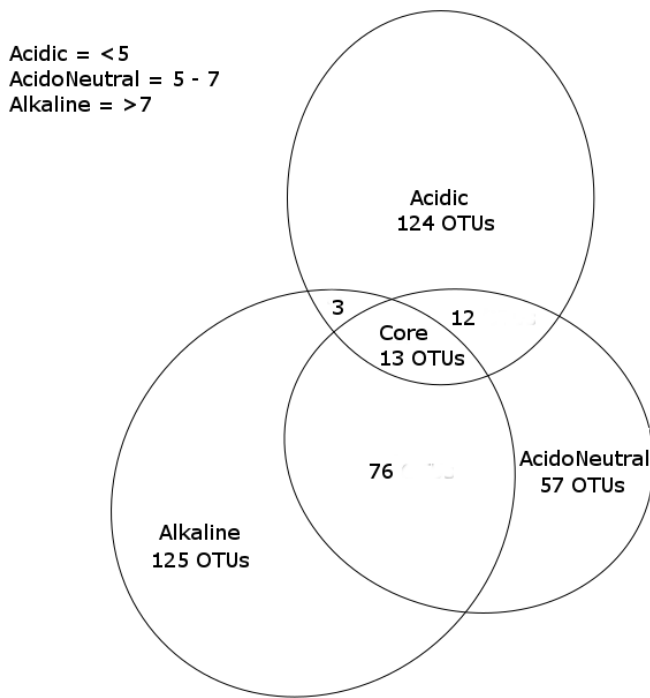 Acidic = <5
AcidoNeutral = 5 - 7
Alkaline = >7
Acidic
124 OTUs
3
12
Core
13 OTUs
76
AcidoNeutral
57 OTUs
Alkaline
125 OTUs